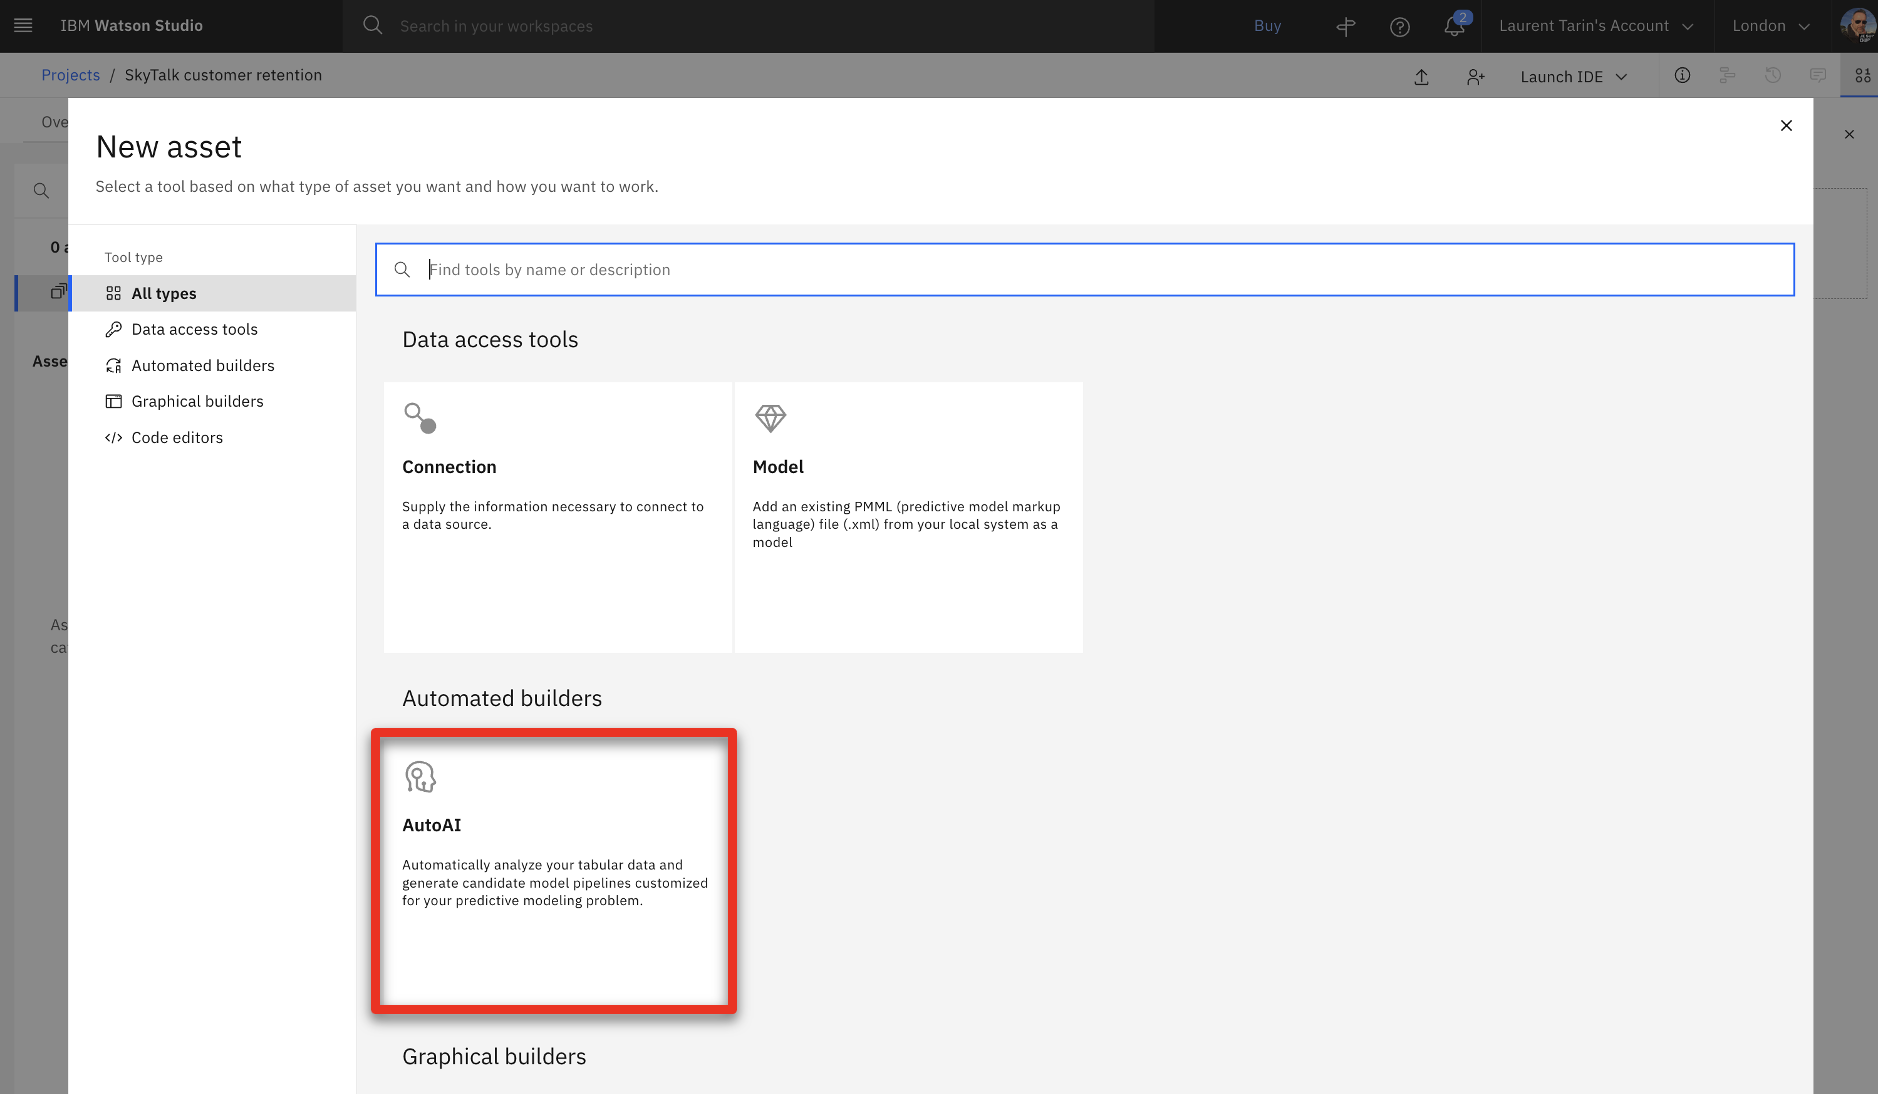 IBM Watson Studio
Search in your workspaces
Buy
2
Laurent Tarin's Account
London
Projects / SkyTalk customer retention
Launch IDE
Ove
New asset
Select a tool based on what type of asset you want and how you want to work.
0 a
Asse
As
ca
Tool type
All types
Data access tools
Automated builders
Graphical builders
Code editors
Find tools by name or description
Data access tools
Connection
Supply the information necessary to connect to
a data source.
Model
Add an existing PMML (predictive model markup
language) file (.xml) from your local system as a
model
Automated builders
AutoAI
Automatically analyze your tabular data and
generate candidate model pipelines customized
for your predictive modeling problem.
Graphical builders